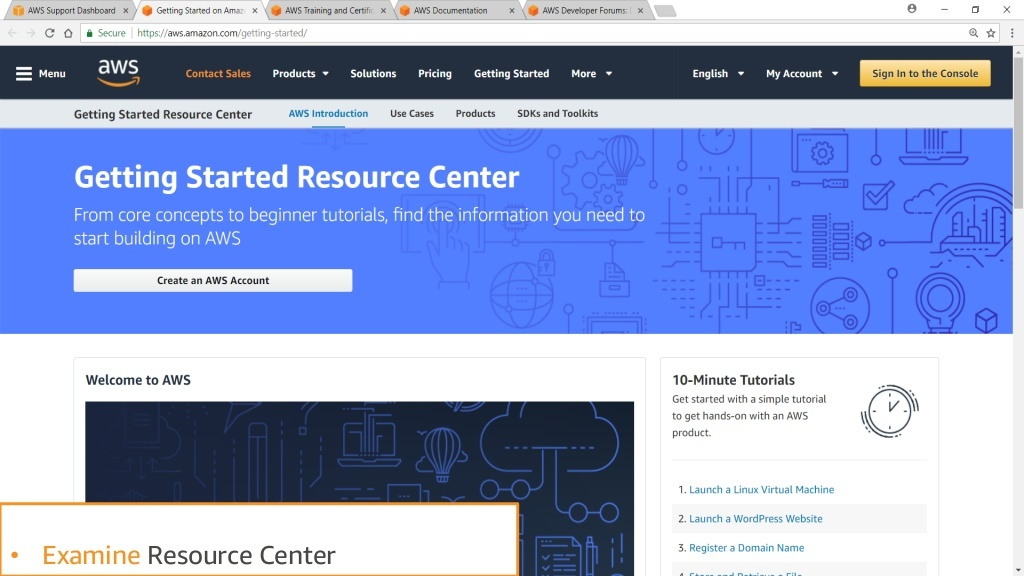 AWS Support Dashboard
Getting Started on Amaz
AWS Training and Certific
AWS Documentation
AWS Developer Forums:
Secure https://aws.amazon.com/getting-started/
Menu aws Contact Sales Products Solutions Pricing Getting Started More English My Account Sign In to the Console
Getting Started Resource Center AWS Introduction Use Cases Products SDKs and Toolkits
Getting Started Resource Center
From core concepts to beginner tutorials, find the information you need to
start building on AWS
Create an AWS Account
Welcome to AWS
10-Minute Tutorials
Get started with a simple tutorial
to get hands-on with an AWS
product.
1. Launch a Linux Virtual Machine
2. Launch a WordPress Website
3. Register a Domain Name
4. Store and Retrieve a File
• Examine Resource Center